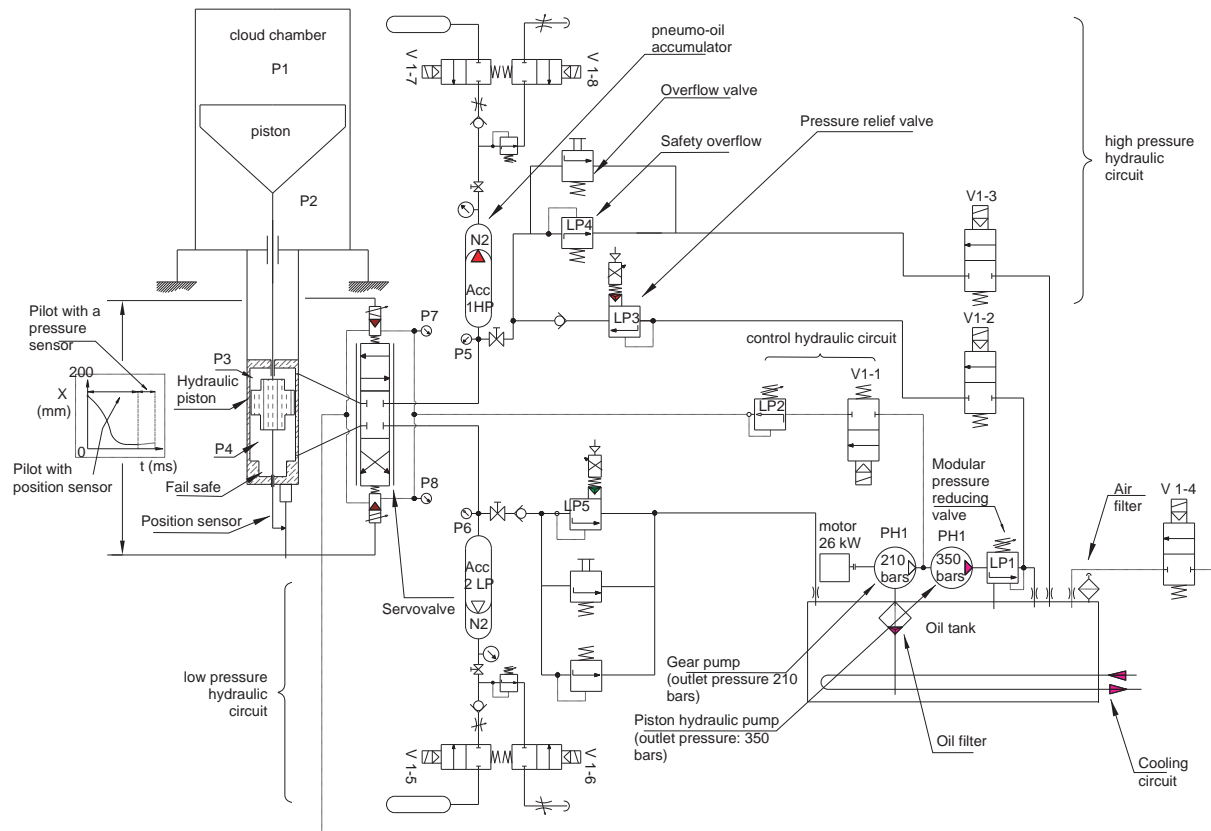 cloud chamber
P1
piston
P2
V 1-7
V 1-8
pneumo-oil
accumulator
Overflow valve
Safety overflow
Pressure relief valve
high pressure
hydraulic
circuit
V1-3
N2
LP4
Acc
1HP
LP3
P5
P7
Pilot with a
pressure
sensor
P3
200
X
(mm)
0
t (ms)
Hydraulic
piston
P4
Pilot with
position sensor
Fail safe
Position sensor
control hydraulic circuit
V1-2
V1-1
LP2
P8
P6
LP5
Modular
pressure
reducing
valve
Air
filter
V 1-4
motor
26 kW
PH1
PH1
210
bars
350
bars
LP1
Acc
2 LP
N2
Servovalve
Oil tank
low pressure
hydraulic
circuit
Gear pump
(outlet pressure 210
bars)
Piston hydraulic pump
(outlet pressure: 350
bars)
Oil filter
Cooling
circuit
V 1-5
V 1-6